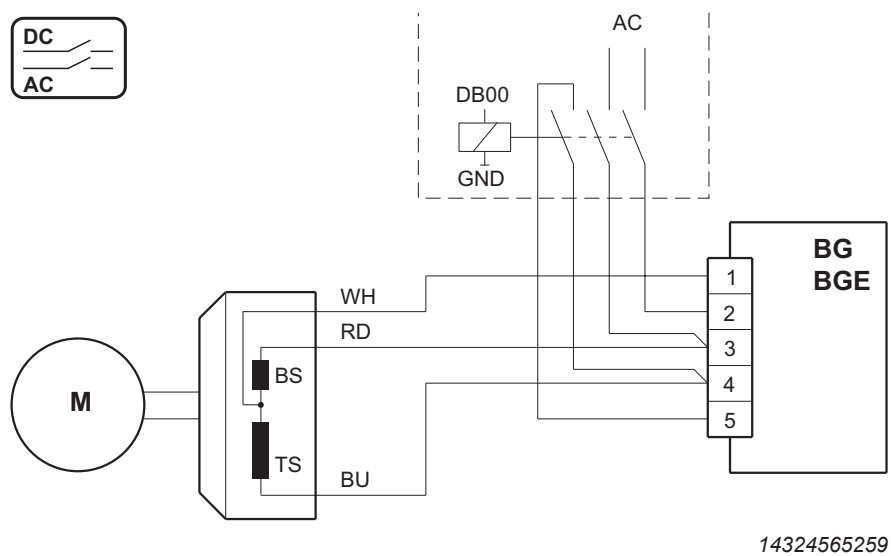 DC
AC
AC
DB00
GND
BG
BGE
WH
RD
BS
M
TS
BU
1
2
3
4
5
14324565259